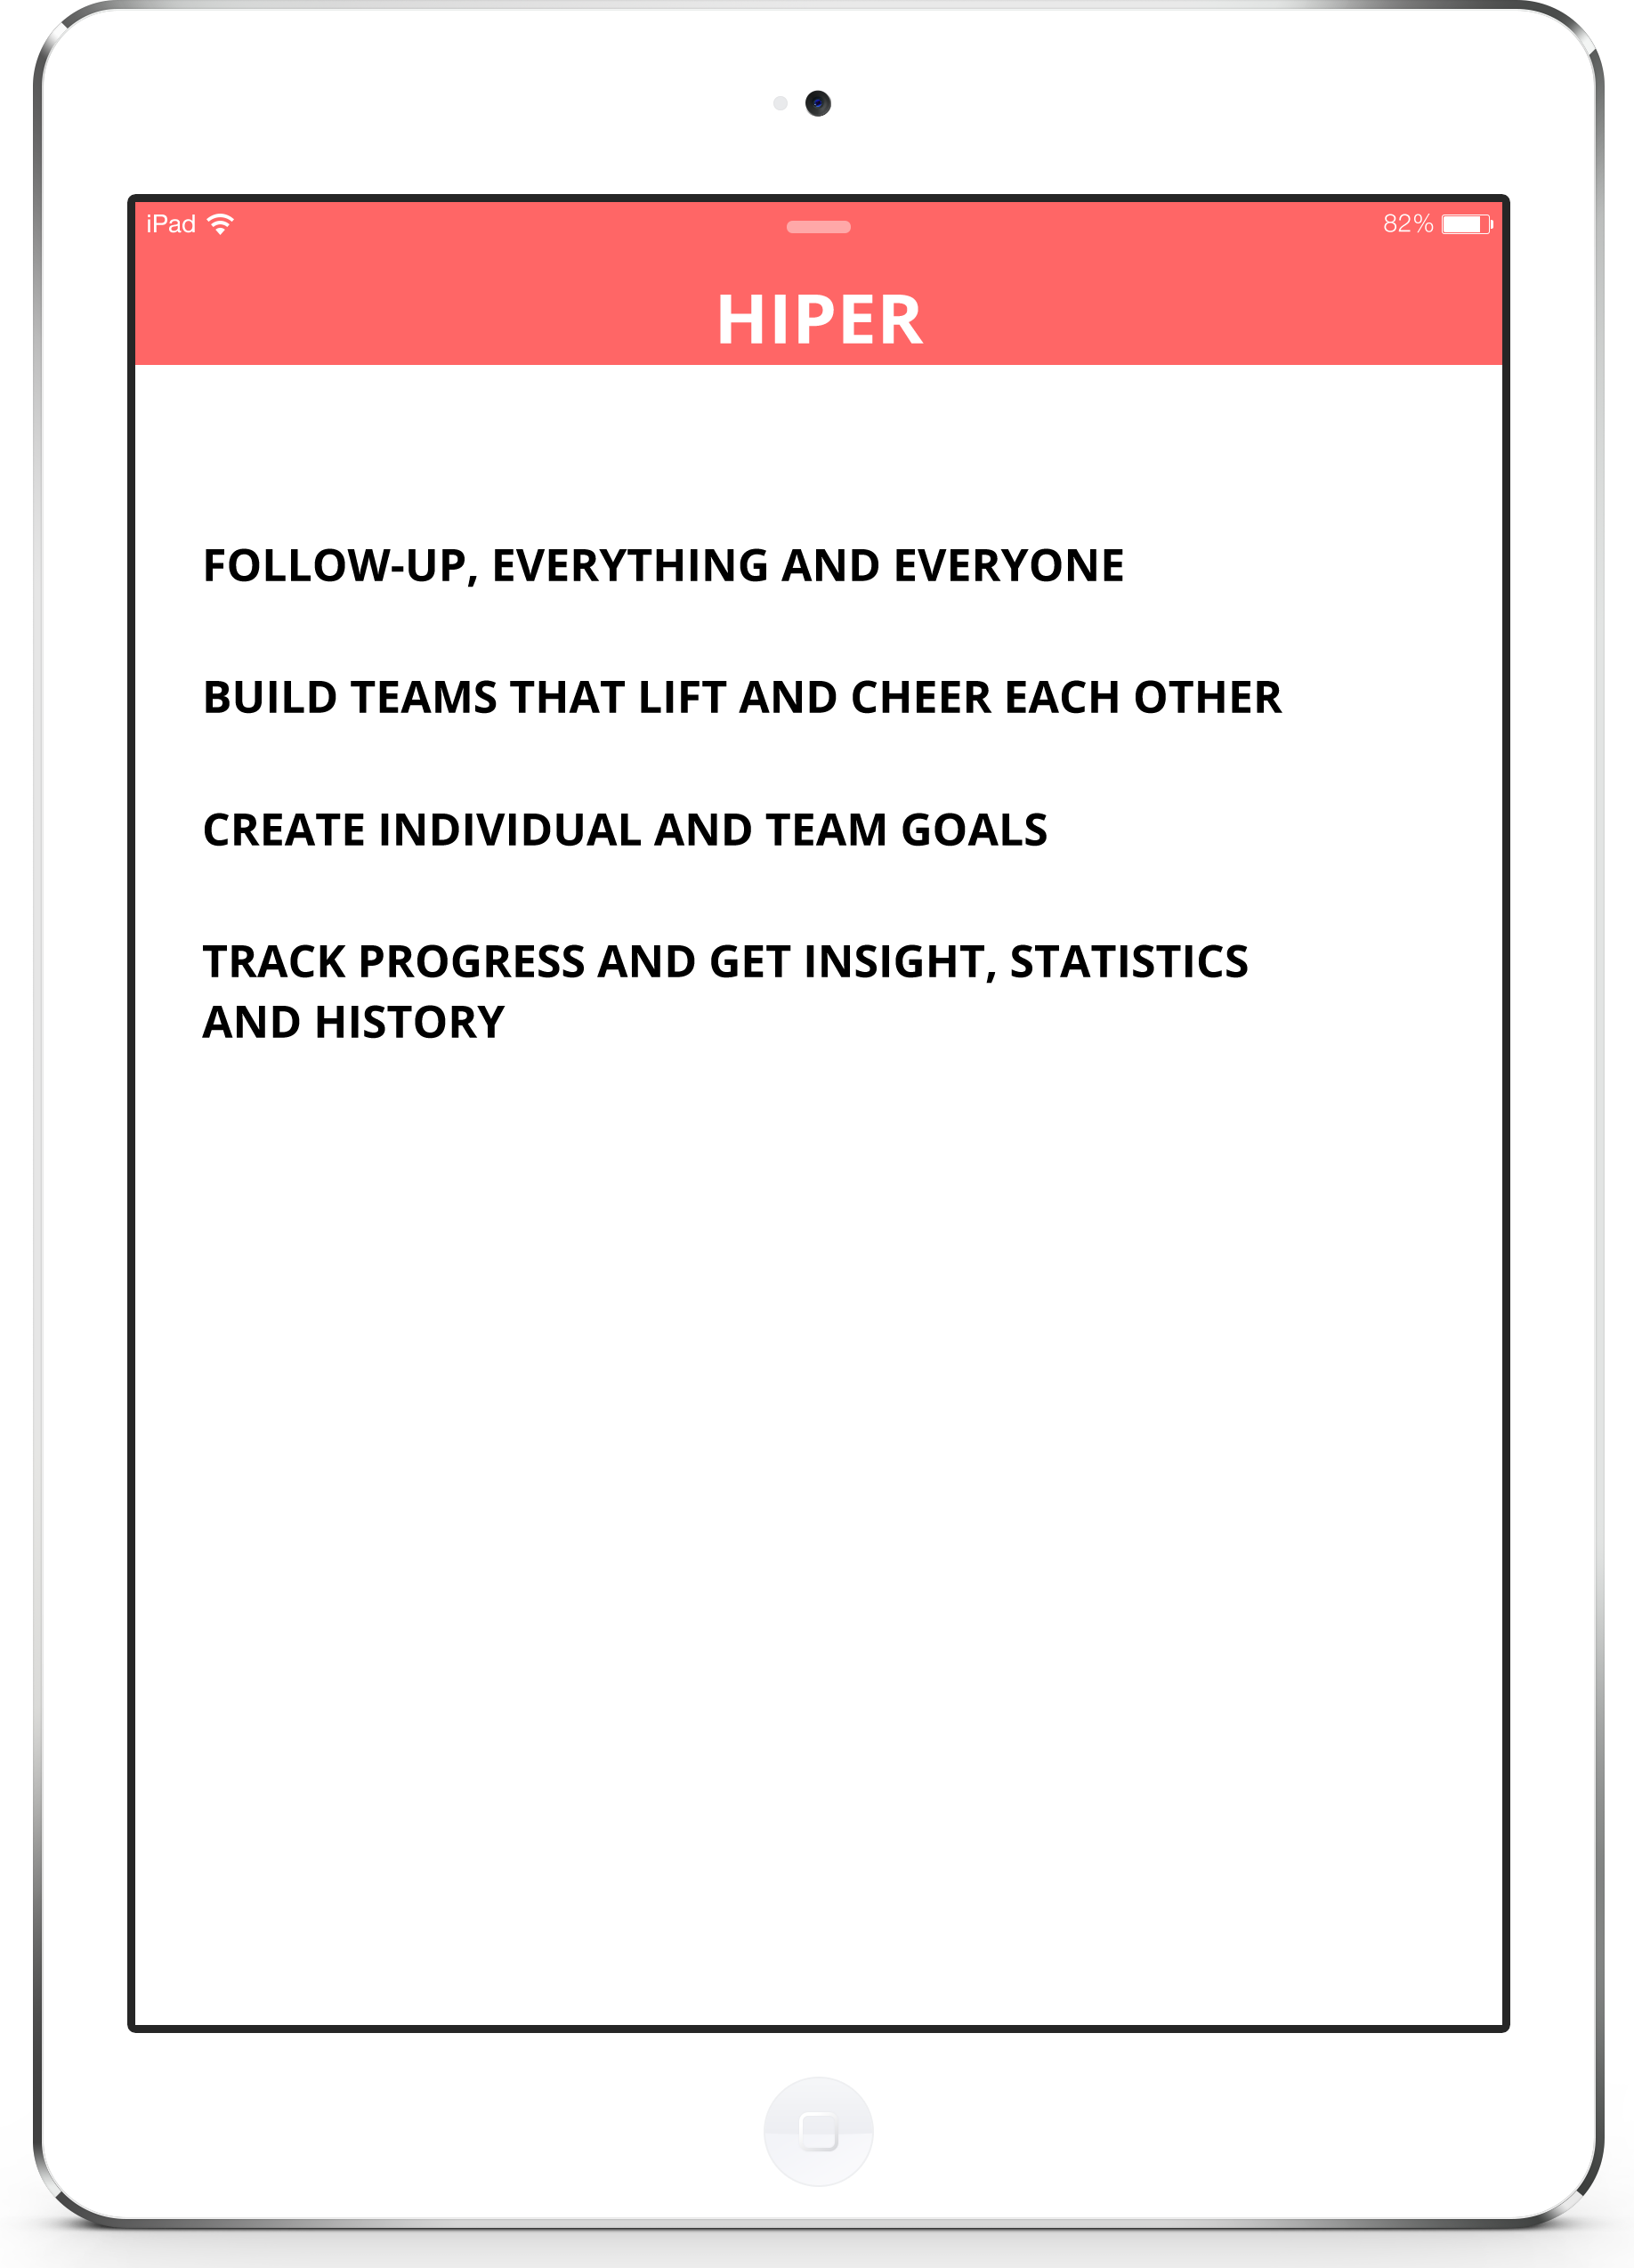 iPad
82%
HIPER
FOLLOW-UP, EVERYTHING AND EVERYONE
BUILD TEAMS THAT LIFT AND CHEER EACH OTHER
CREATE INDIVIDUAL AND TEAM GOALS
TRACK PROGRESS AND GET INSIGHT, STATISTICS
AND HISTORY